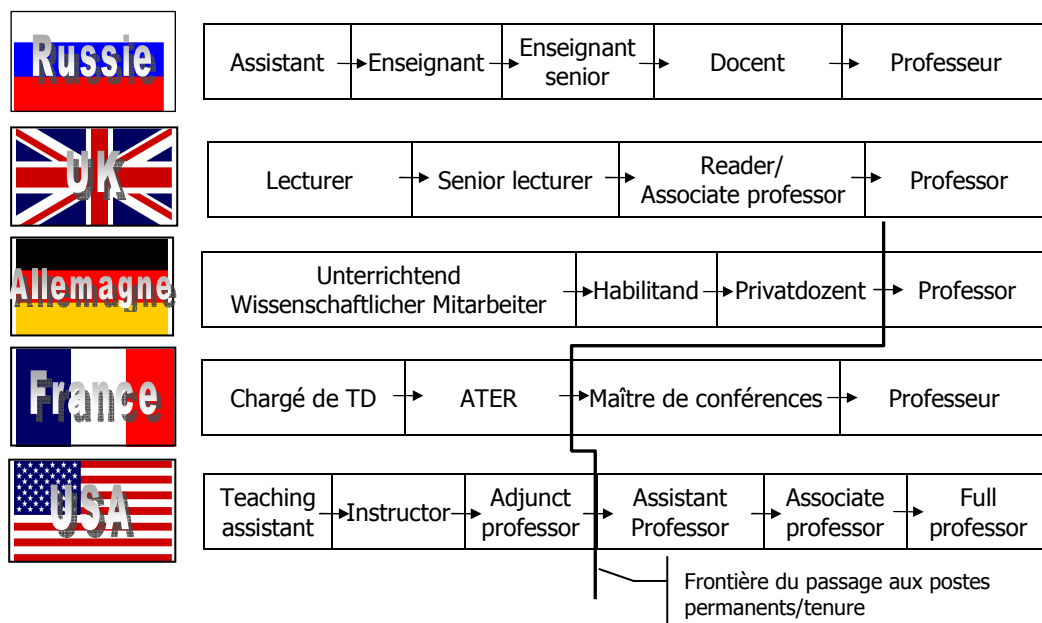 Russie
Assistant Enseignant Enseignant senior Docent Professeur
UK
Lecturer Senior lecturer Reader/ Associate professor Professor
Allemagne
Unterrichtend Wissenschaftlicher Mitarbeiter Habilitand Privatdozent Professor
France
Chargé de TD ATER Maître de conférences Professeur
USA
Teaching assistant Instructor Adjunct professor Assistant Professor Associate professor Full professor
Frontière du passage aux postes
permanents/tenure